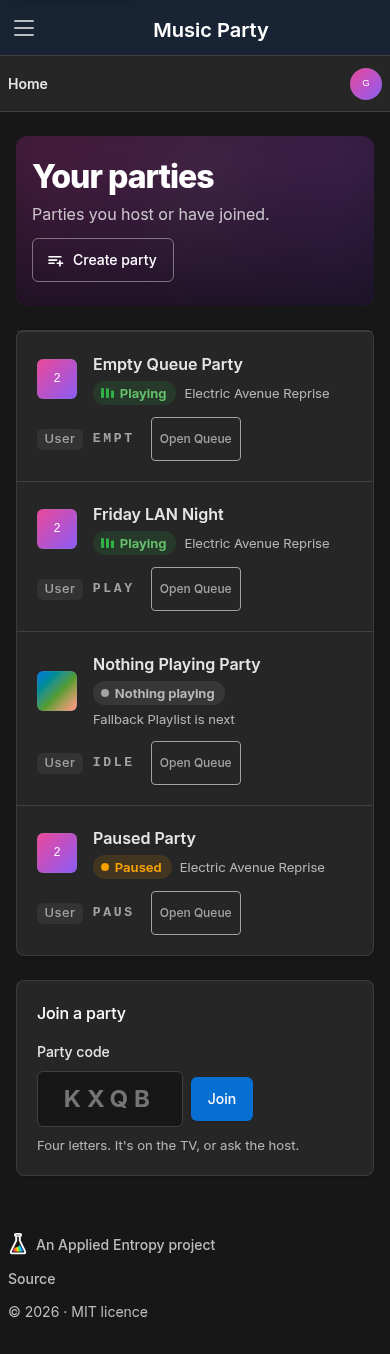 Music Party
Home
G
Your parties
Parties you host or have joined.
Create party
Empty Queue Party
2
Playing Electric Avenue Reprise
User EMPT Open Queue
Friday LAN Night
2
Playing Electric Avenue Reprise
User PLAY Open Queue
Nothing Playing Party
Nothing playing
Fallback Playlist is next
User IDLE Open Queue
Paused Party
2
Paused Electric Avenue Reprise
User PAUS Open Queue
Join a party
Party code
KXQB Join
Four letters. It's on the TV, or ask the host.
An Applied Entropy project
Source
© 2026 · MIT licence